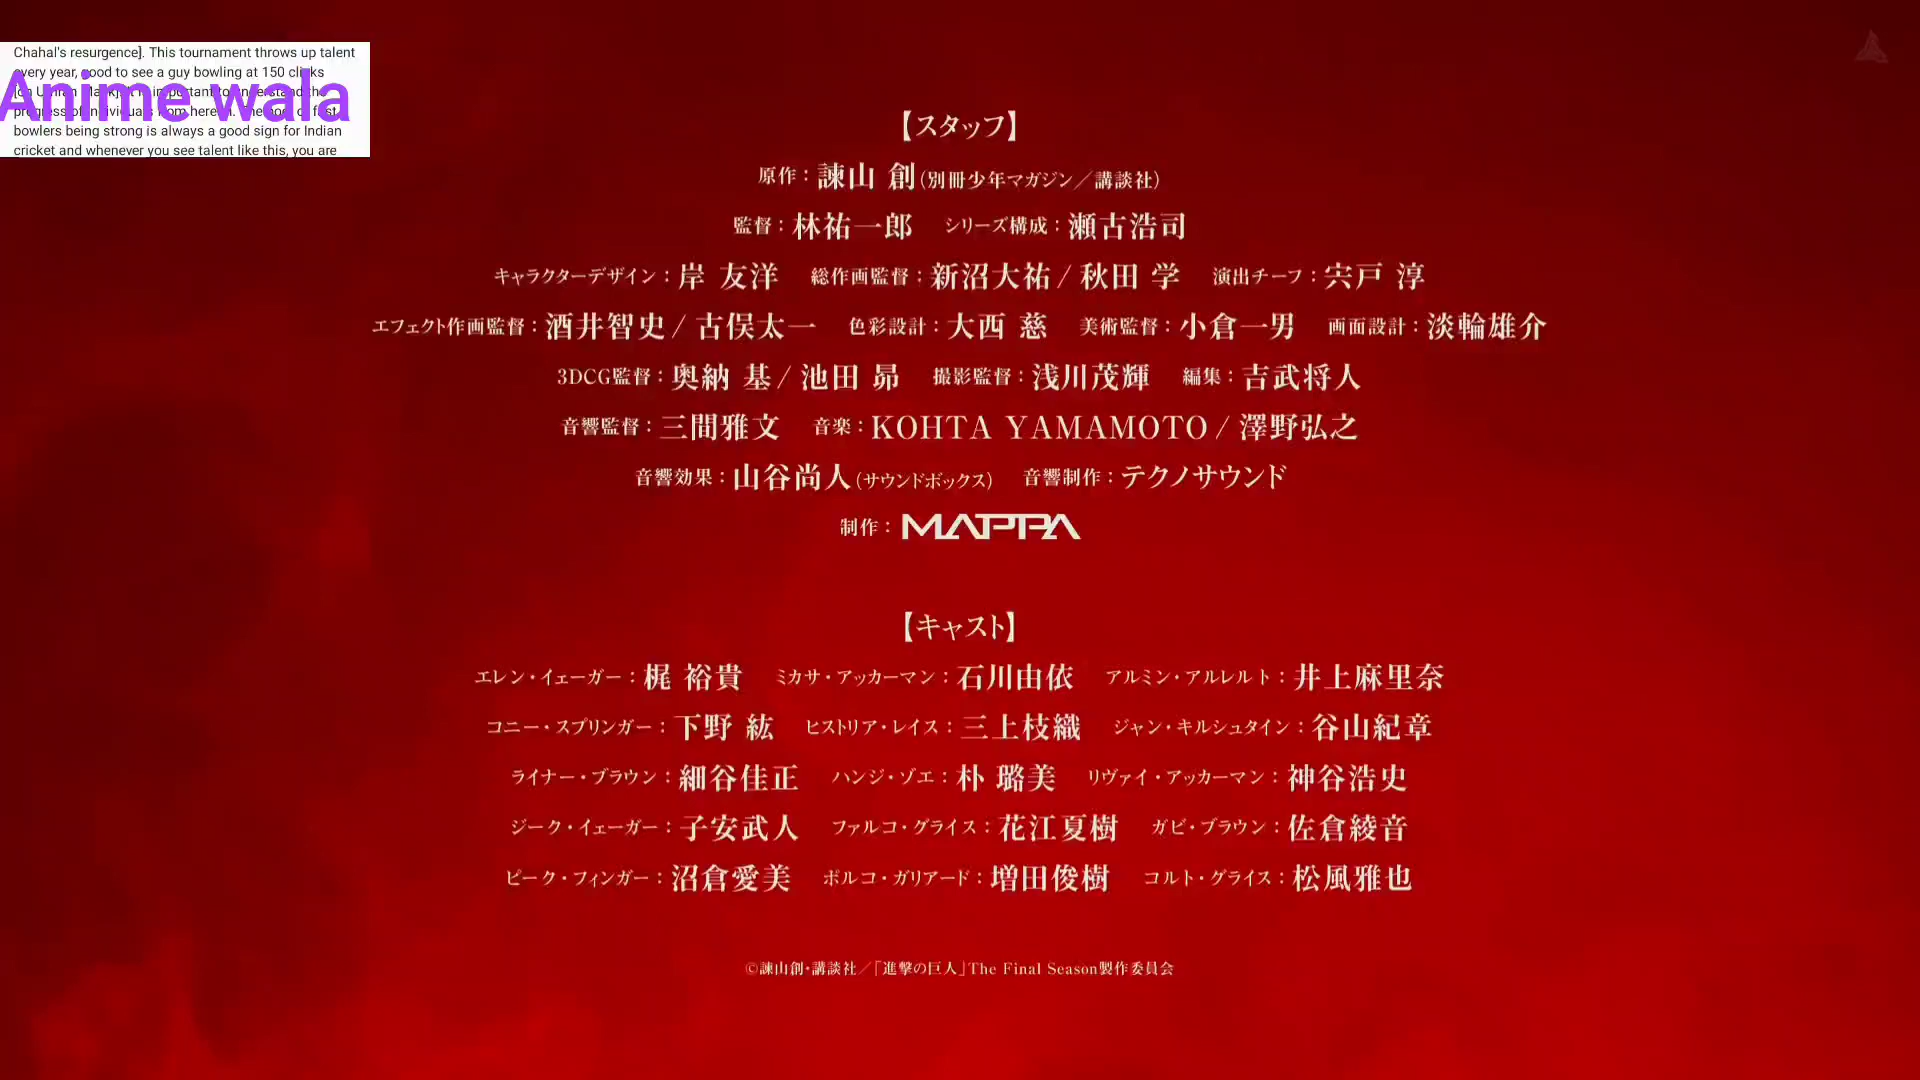 Chahal's resurgence]. This tournament throws up talent
every year, good to see a guy bowling at 150 clicks
Anime wala
bowlers being strong is always a good sign for Indian
cricket and whenever you see talent like this, you are
【スタッフ】
原作：諫山 創（別冊少年マガジン／講談社）
監督：林祐一郎 シリーズ構成：瀬古浩司
キャラクターデザイン：岸 友洋 総作画監督：新沼大祐 / 秋田 学 演出チーフ：宍戸 淳
エフェクト作画監督：酒井智史 / 古俣太一 色彩設計：大西 慈 美術監督：小倉一男 画面設計：淡輪雄介
3DCG監督：奥納 基 / 池田 昴 撮影監督：浅川茂輝 編集：吉武将人
音響監督：三間雅文 音楽：KOHTA YAMAMOTO / 澤野弘之
音響効果：山谷尚人（サウンドボックス） 音響制作：テクノサウンド
制作：MAPPA
【キャスト】
エレン・イェーガー：梶 裕貴 ミカサ・アッカーマン：石川由依 アルミン・アルレルト：井上麻里奈
コニー・スプリンガー：下野 紘 ヒストリア・レイス：三上枝織 ジャン・キルシュタイン：谷山紀章
ライナー・ブラウン：細谷佳正 ハンジ・ゾエ：朴 璐美 リヴァイ・アッカーマン：神谷浩史
ジーク・イェーガー：子安武人 ファルコ・グライス：花江夏樹 ガビ・ブラウン：佐倉綾音
ピーク・フィンガー：沼倉愛美 ポルコ・ガリアード：増田俊樹 コルト・グライス：松風雅也
©諫山創・講談社／「進撃の巨人」The Final Season製作委員会